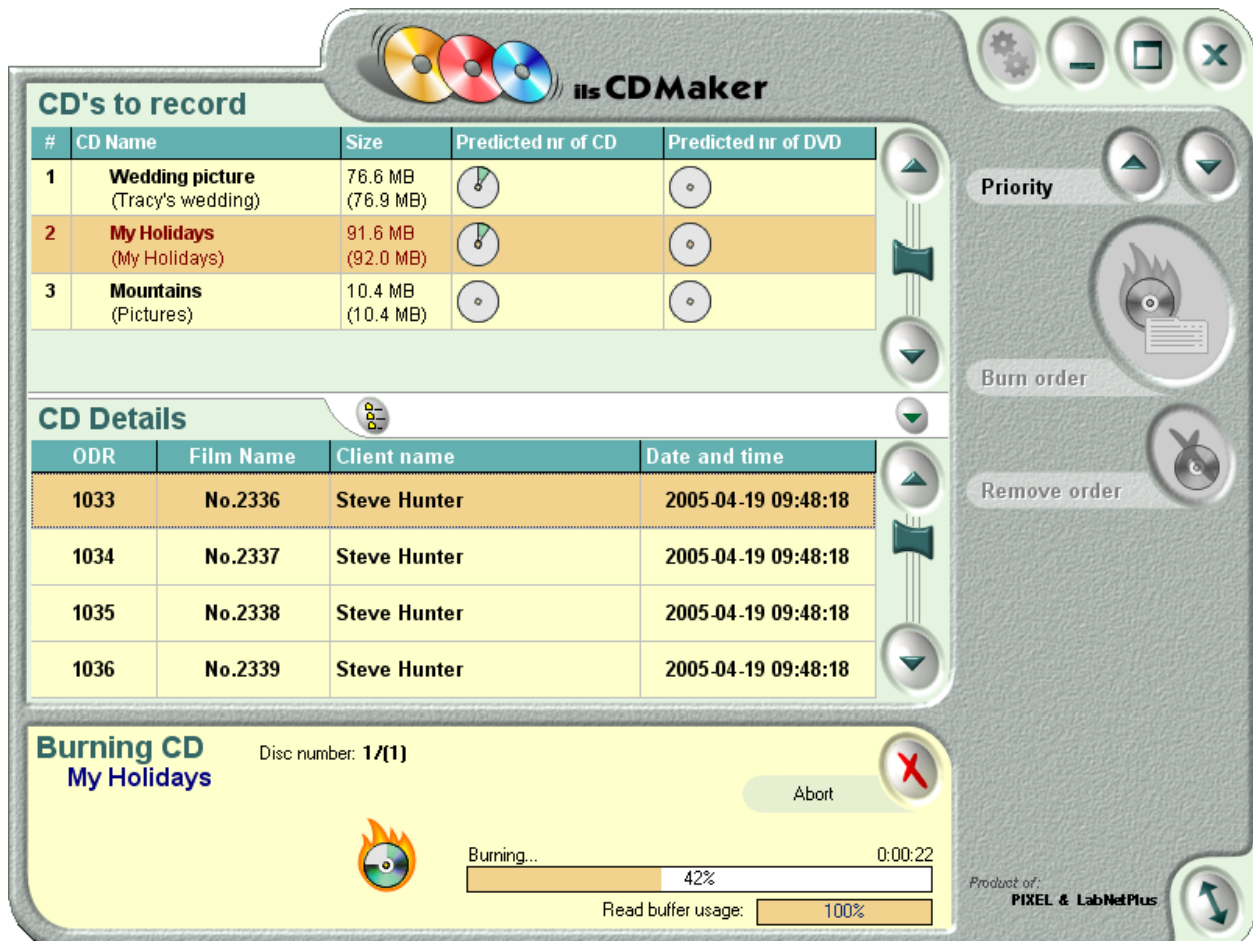 ils CDMaker
CD's to record
# CD Name Size Predicted nr of CD Predicted nr of DVD
1 Wedding picture 76.6 MB
(Tracy's wedding) (76.9 MB)
2 My Holidays 91.6 MB
(My Holidays) (92.0 MB)
3 Mountains 10.4 MB
(Pictures) (10.4 MB)
Priority
Burn order
Remove order
CD Details
ODR Film Name Client name Date and time
1033 No.2336 Steve Hunter 2005-04-19 09:48:18
1034 No.2337 Steve Hunter 2005-04-19 09:48:18
1035 No.2338 Steve Hunter 2005-04-19 09:48:18
1036 No.2339 Steve Hunter 2005-04-19 09:48:18
Burning CD Disc number: 1/(1)
My Holidays
Abort
Burning... 0:00:22
42%
Read buffer usage: 100%
Product of:
PIXEL & LabNetPlus